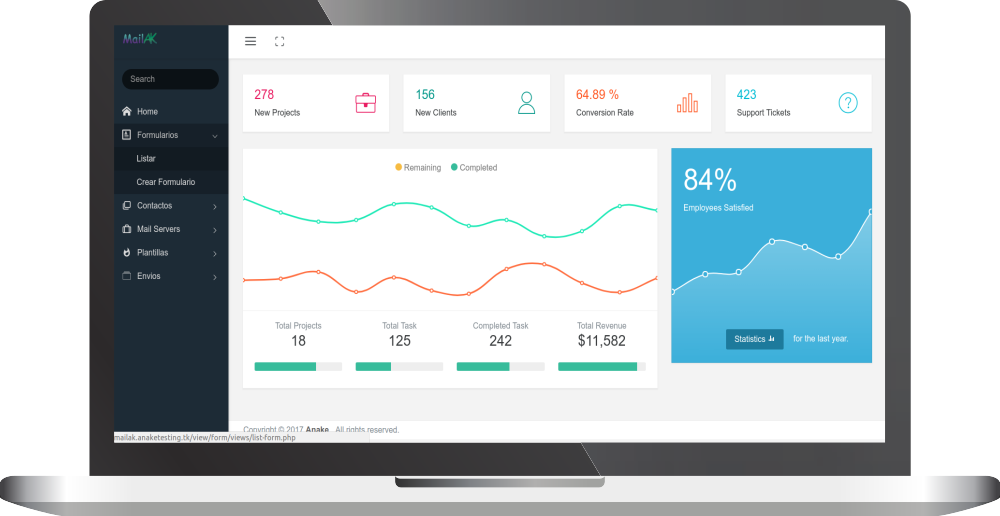 MailAK
Search
Home
Formularios
Listar
Crear Formulario
Contactos
Mail Servers
Plantillas
Envios
278
New Projects
156
New Clients
64.89 %
Conversion Rate
423
Support Tickets
?
Remaining Completed
84%
Employees Satisfied
Total Projects
18
Total Task
125
Completed Task
242
Total Revenue
$11,582
Statistics
for the last year.
Copyright © 2017 Anake . All rights reserved.
mailak.anaketesting.tk/view/form/views/list-form.php